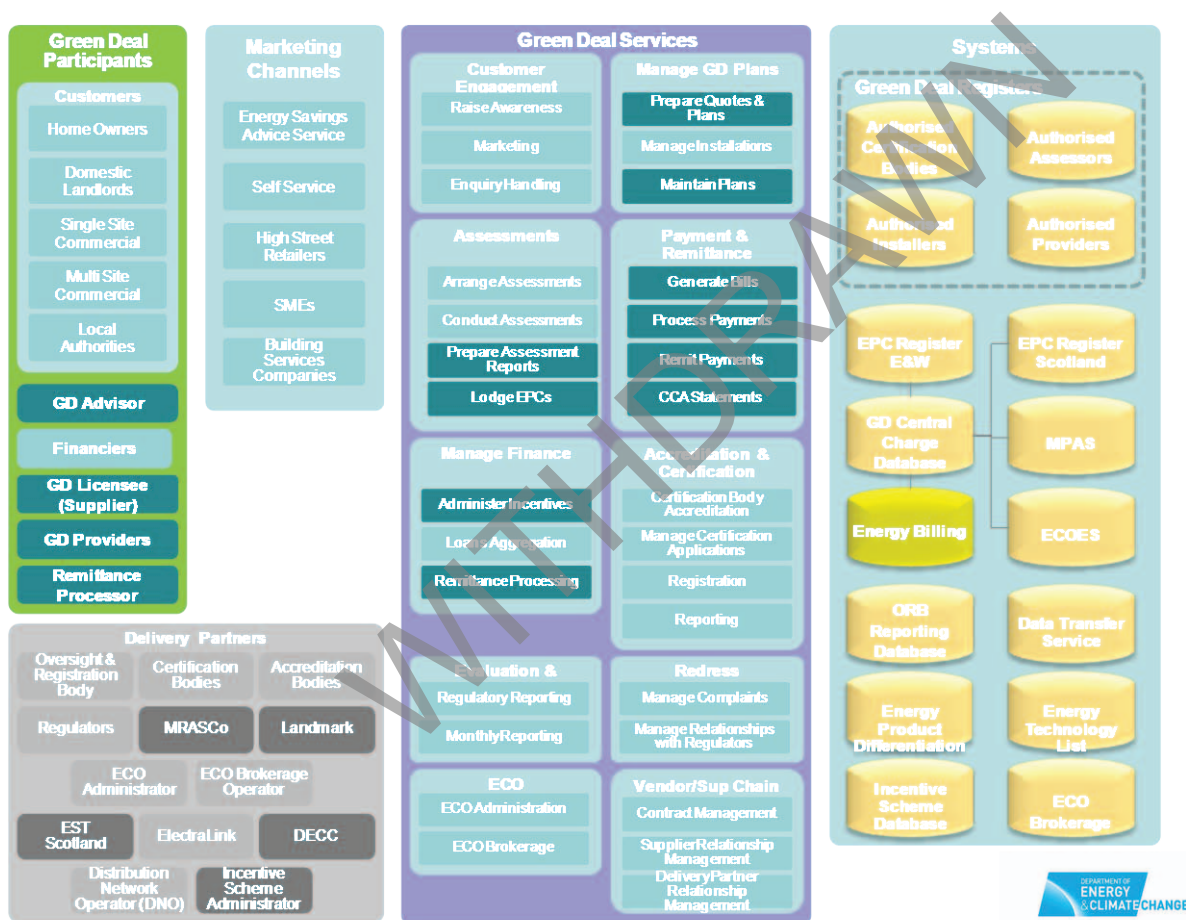 Green Deal
Participants
Customers
Home Owners
Domestic
Landlords
Single Site
Commercial
Multi Site
Commercial
Local
Authorities
GD Advisor
Financiers
GD Licensee
(Supplier)
GD Providers
Remittance
Processor
Marketing
Channels
Energy Savings
Advice Service
Self Service
High Street
Retailers
SMEs
Building
Services
Companies
Green Deal Services
Customer
Engagement
Raise Awareness
Marketing
Enquiry Handling
Manage GD Plans
Prepare Quotes &
Plans
Manage Installations
Maintain Plans
Assessments
Arrange Assessments
Conduct Assessments
Prepare Assessment
Reports
Lodge EPCs
Payment &
Remittance
Generate Bills
Process Payments
Remit Payments
CCA Statements
Manage Finance
Administer Incentives
Loans Aggregation
Remittance Processing
Accreditation &
Certification
Certification Body
Accreditation
Manage Certification
Applications
Registration
Reporting
Evaluation &
Regulatory Reporting
Monthly Reporting
Redress
Manage Complaints
Manage Relationships
with Regulators
ECO
ECO Administration
ECO Brokerage
Vendor/Sup Chain
Contract Management
Supplier Relationship
Management
Delivery Partner
Relationship
Management
Systems
Green Deal Registers
Authorised
Certification
Bodies
Authorised
Assessors
Authorised
Installers
Authorised
Providers
EPC Register
E&W
EPC Register
Scotland
GD Central
Charge
Database
MPAS
Energy Billing
ECOES
ORB
Reporting
Database
Data Transfer
Service
Energy
Product
Differentiation
Energy
Technology
List
Incentive
Scheme
Database
ECO
Brokerage
Delivery Partners
Oversight &
Registration
Body
Certification
Bodies
Accreditation
Bodies
Regulators
MRASCo
Landmark
ECO
Administrator
ECO Brokerage
Operator
EST
Scotland
ElectraLink
DECC
Distribution
Network
Operator (DNO)
Incentive
Scheme
Administrator
WITHDRAWN
DEPARTMENT OF
ENERGY
& CLIMATE CHANGE